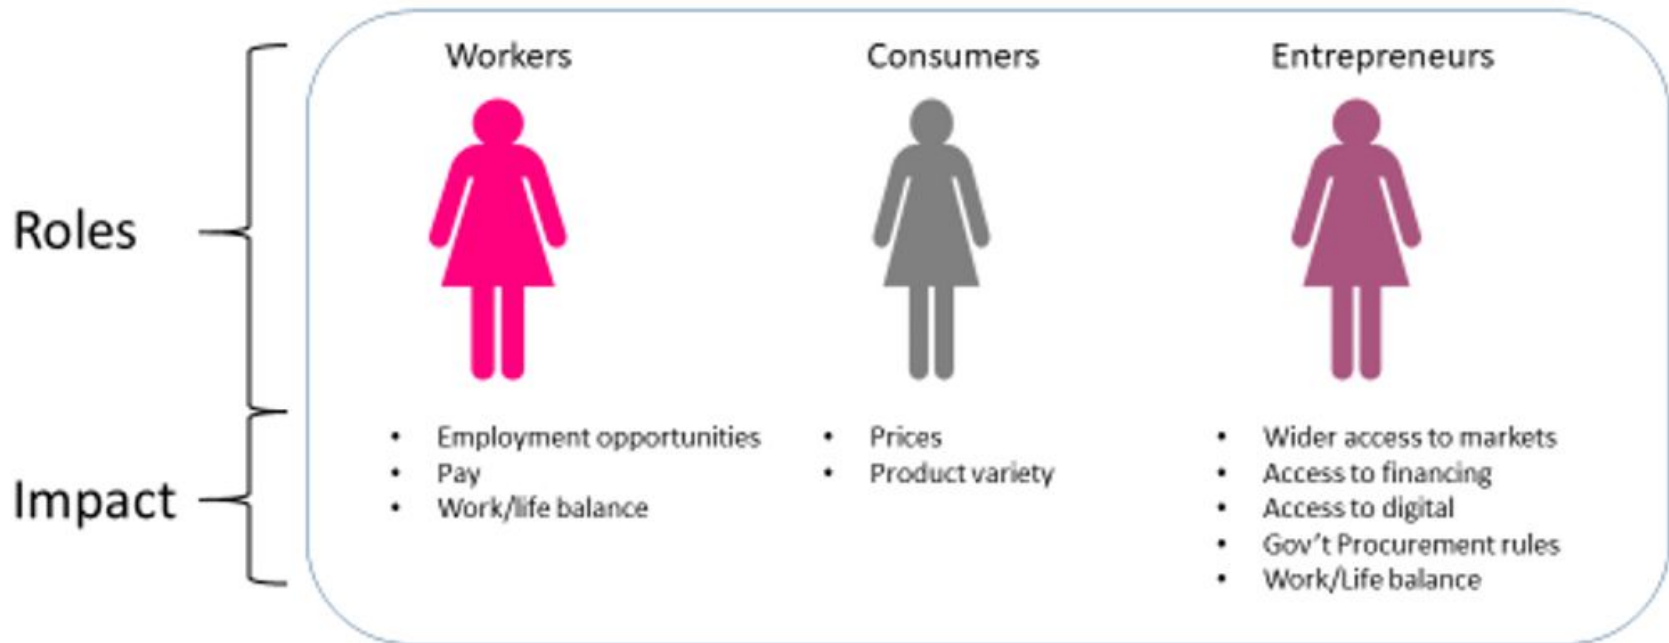 Workers
Consumers
Entrepreneurs
Roles
Impact
• Employment opportunities
• Pay
• Work/life balance
• Prices
• Product variety
• Wider access to markets
• Access to financing
• Access to digital
• Gov't Procurement rules
• Work/Life balance